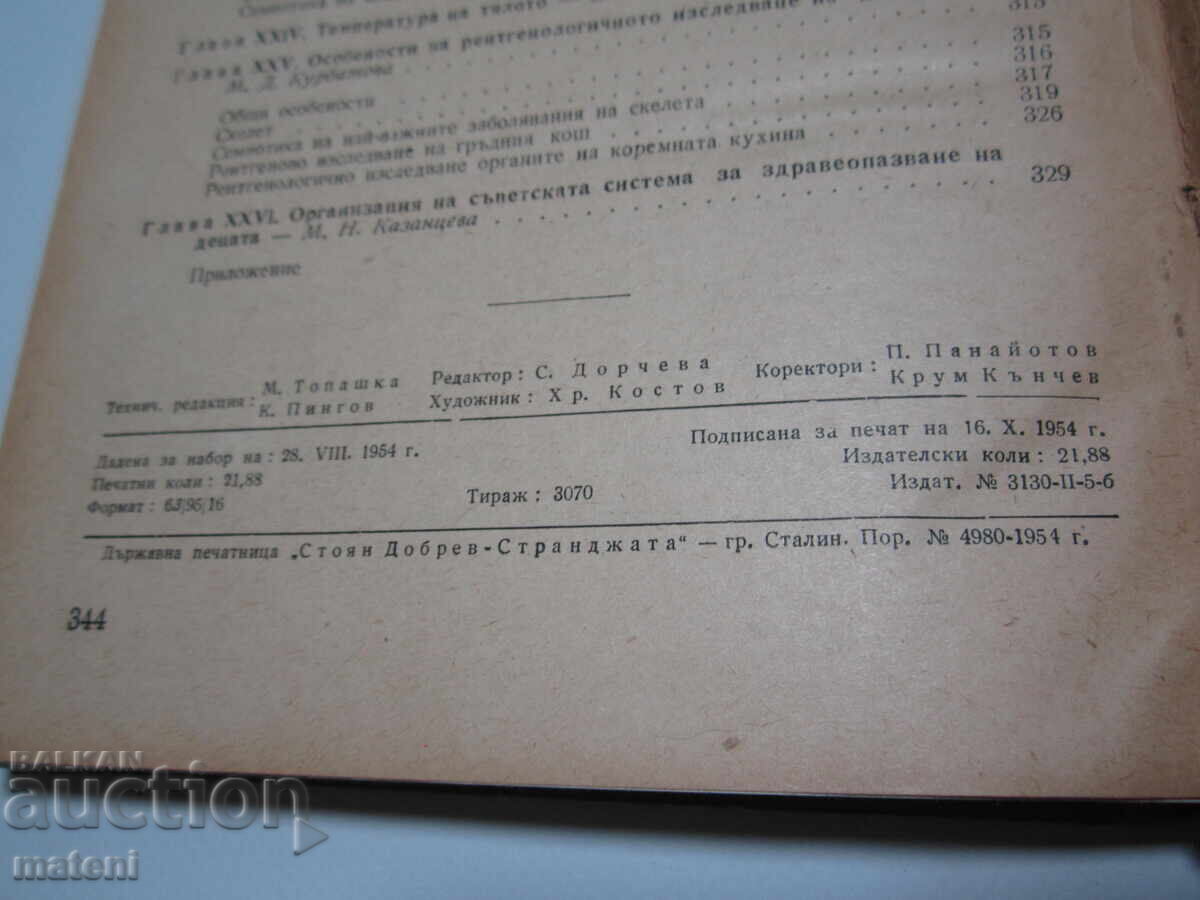 Глава XXIV. Температура на тялото
313
Глава XXV. Особености на рентгенологичното изследване на
М. Д. Курбатова
315
Общи особености 316
Скелет 317
Семиотика на най-важните заболявания на скелета 319
Рентгеново изследване на гръдния кош 326
Рентгенологично изследване органите на коремната кухина
Глава XXVI. Организация на съветската система за здравеопазване на
децата — М. Н. Казанцева 329
Приложение
Технич. редакция: М. Топашка
К. Пингов
Редактор: С. Дорчева
Художник: Хр. Костов
Коректори: П. Панайотов
Крум Кънчев
Дадена за набор на: 28. VIII. 1954 г.
Подписана за печат на 16. X. 1954 г.
Печатни коли: 21,88
Издателски коли: 21,88
Формат: 65/95/16
Тираж: 3070
Издат. № 3130-II-5-б
Държавна печатница „Стоян Добрев-Странджата“ — гр. Сталин. Пор. № 4980-1954 г.
344
BALKAN
auction
mateni